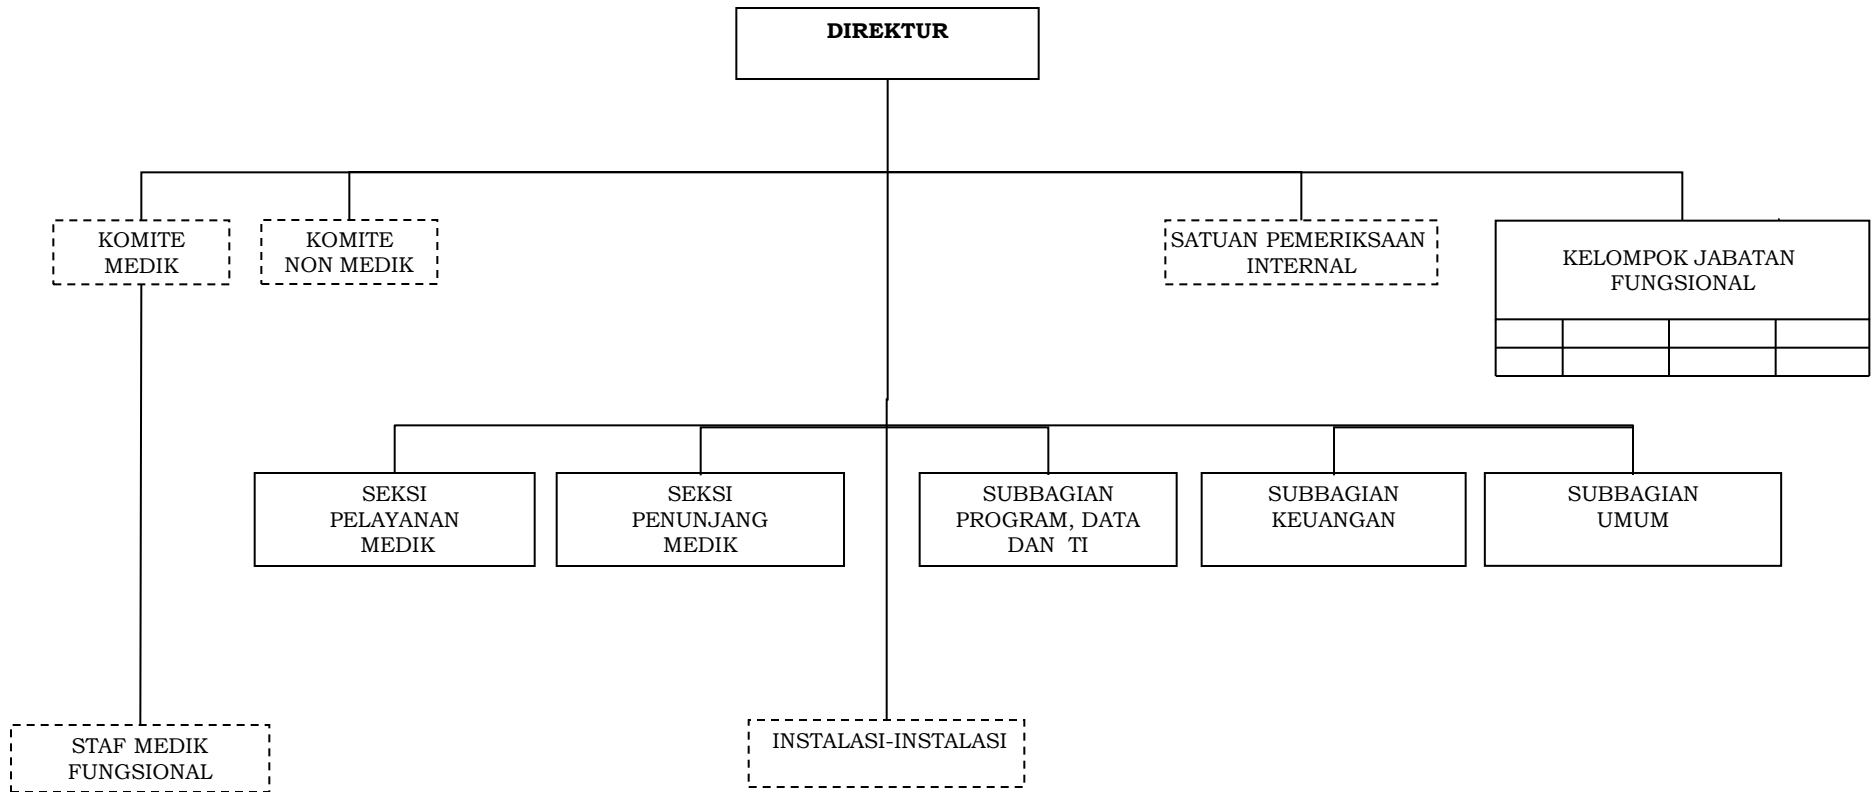 DIREKTUR
KOMITE
MEDIK
KOMITE
NON MEDIK
SATUAN PEMERIKSAAN
INTERNAL
KELOMPOK JABATAN
FUNGSIONAL
SEKSI
PELAYANAN
MEDIK
SEKSI
PENUNJANG
MEDIK
SUBBAGIAN
PROGRAM, DATA
DAN TI
SUBBAGIAN
KEUANGAN
SUBBAGIAN
UMUM
STAF MEDIK
FUNGSIONAL
INSTALASI-INSTALASI